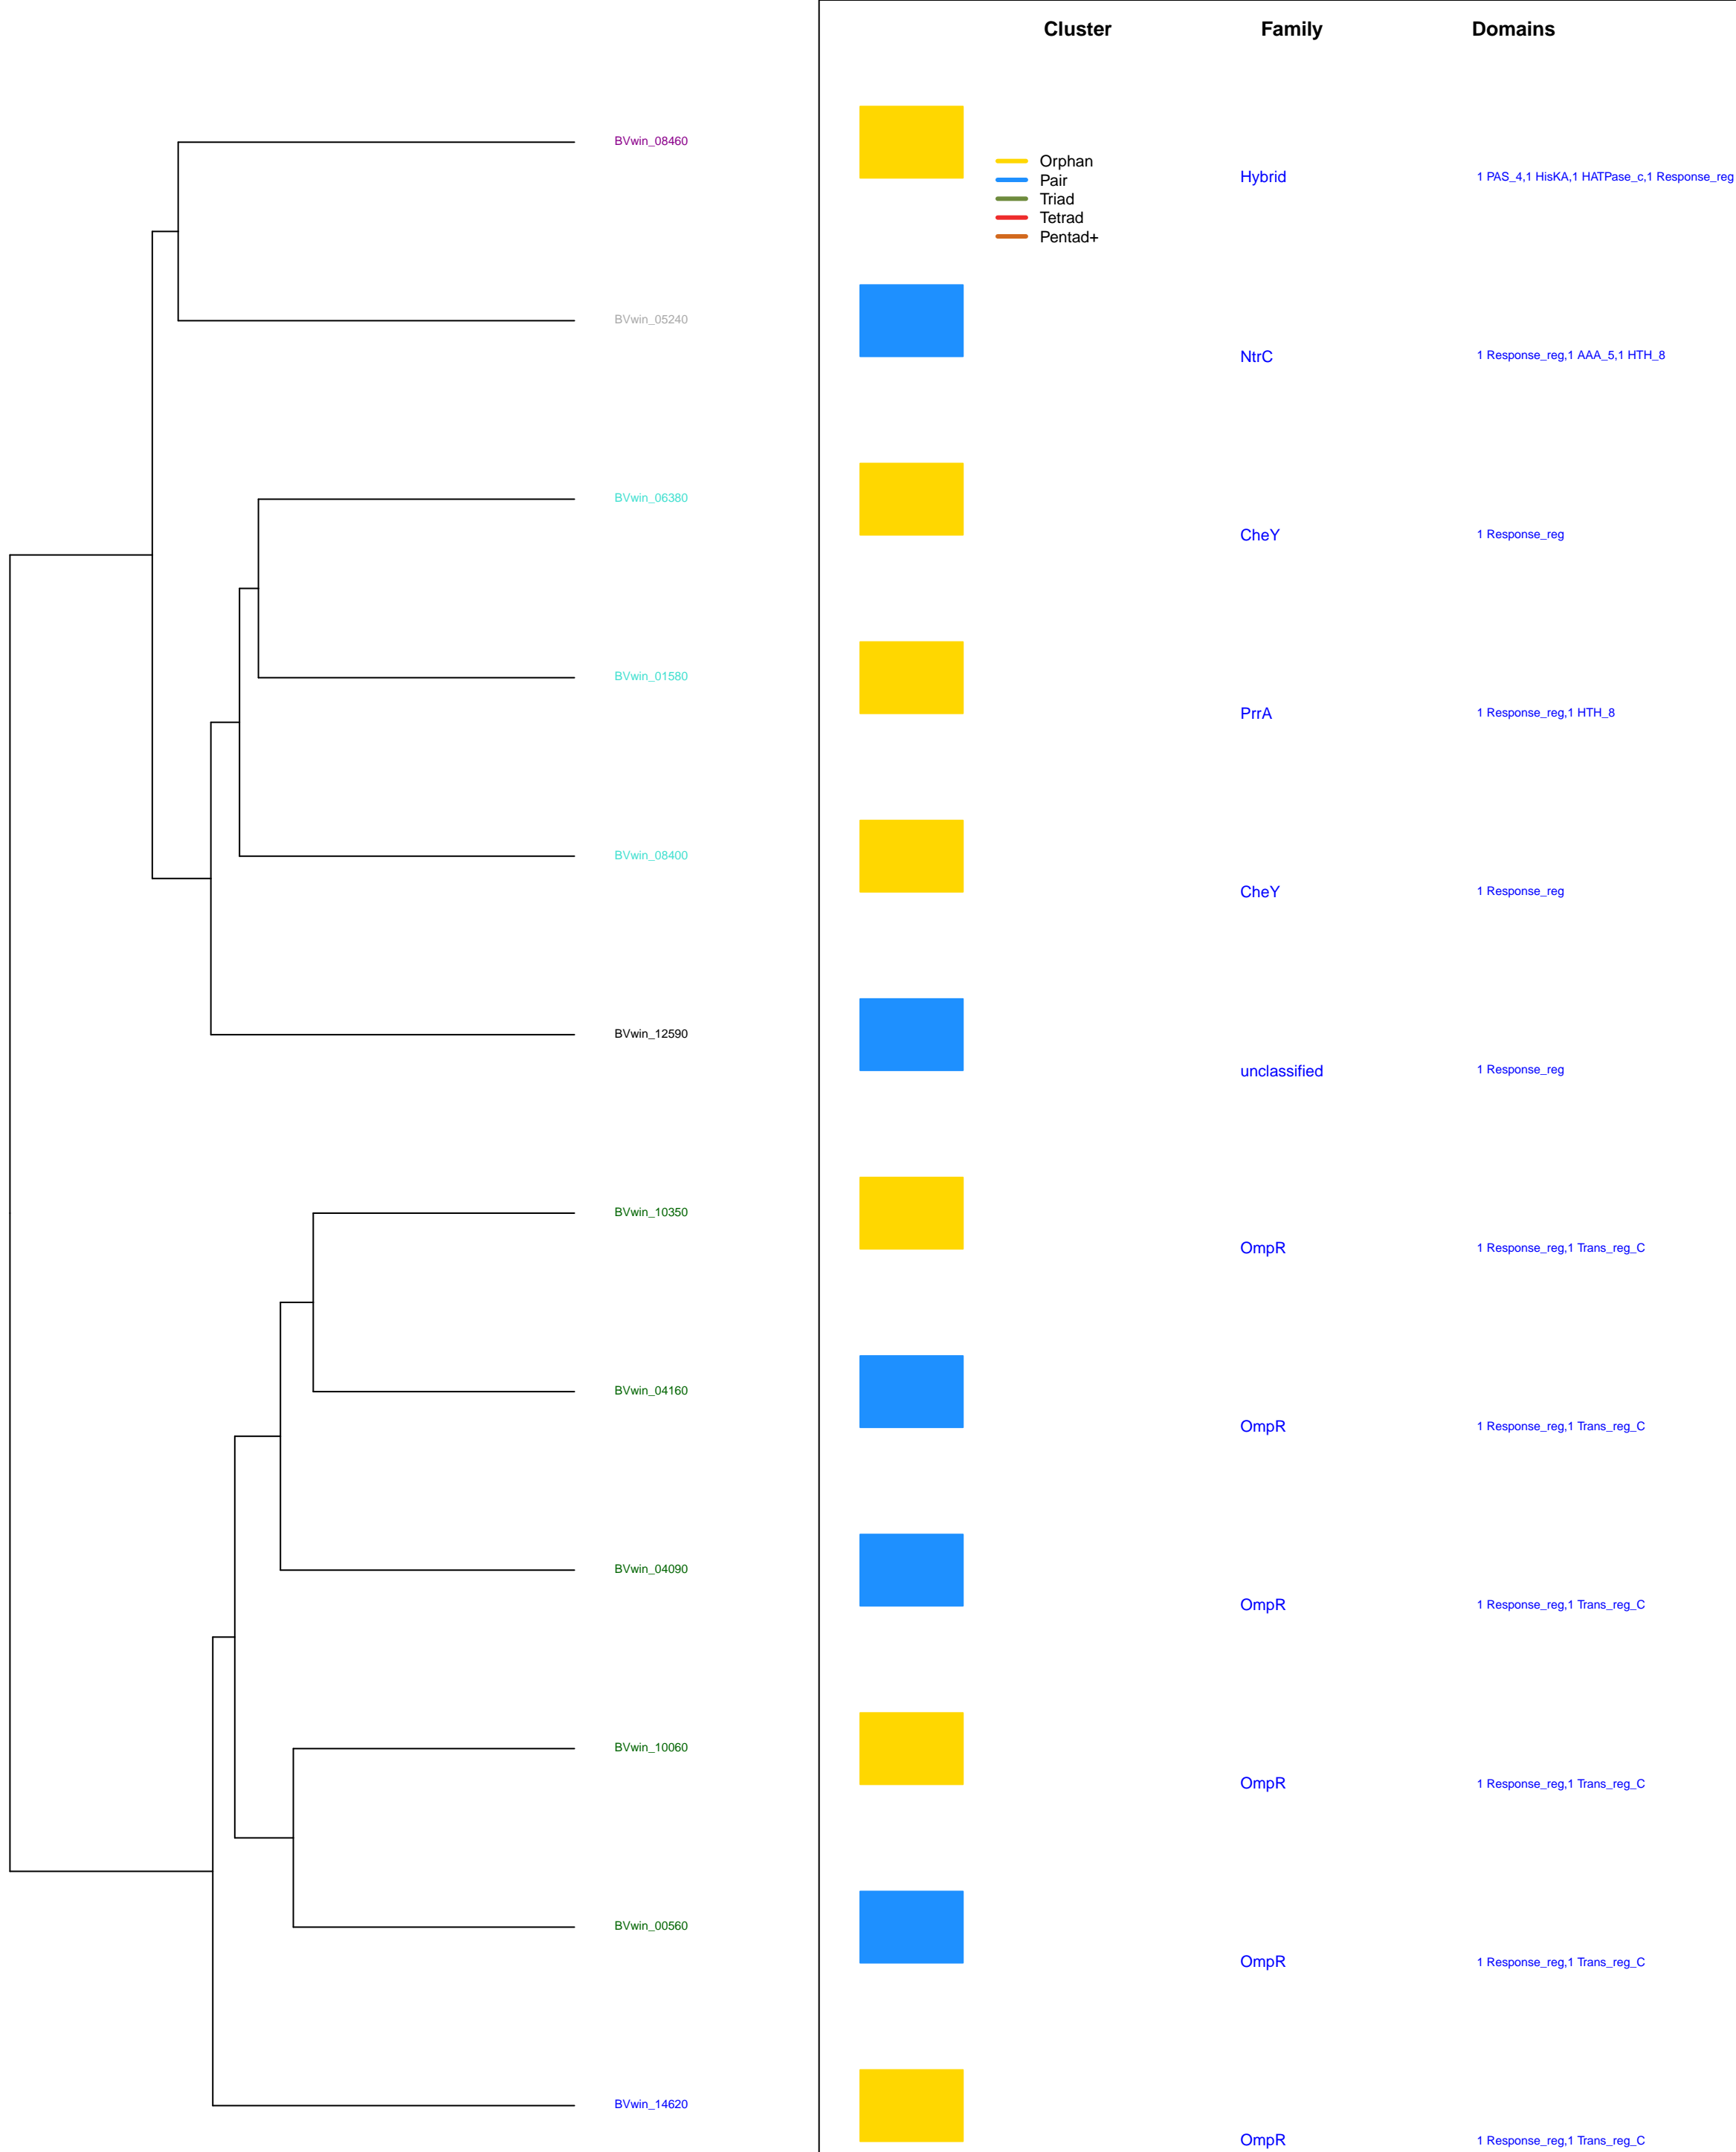 Cluster Family Domains
BVwin_08460
Orphan
Pair
Triad
Tetrad
Pentad+
Hybrid 1 PAS_4,1 HisKA,1 HATPase_c,1 Response_reg
BVwin_05240
NtrC 1 Response_reg,1 AAA_5,1 HTH_8
BVwin_06380
CheY 1 Response_reg
BVwin_01580
PrrA 1 Response_reg,1 HTH_8
BVwin_08400
CheY 1 Response_reg
BVwin_12590
unclassified 1 Response_reg
BVwin_10350
OmpR 1 Response_reg,1 Trans_reg_C
BVwin_04160
OmpR 1 Response_reg,1 Trans_reg_C
BVwin_04090
OmpR 1 Response_reg,1 Trans_reg_C
BVwin_10060
OmpR 1 Response_reg,1 Trans_reg_C
BVwin_00560
OmpR 1 Response_reg,1 Trans_reg_C
BVwin_14620
OmpR 1 Response_reg,1 Trans_reg_C